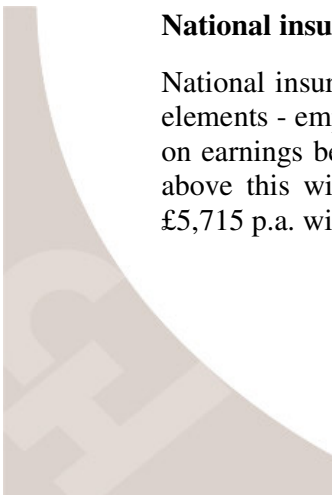 National insu
National insur
elements - em
on earnings be
above this wi
£5,715 p.a. wi